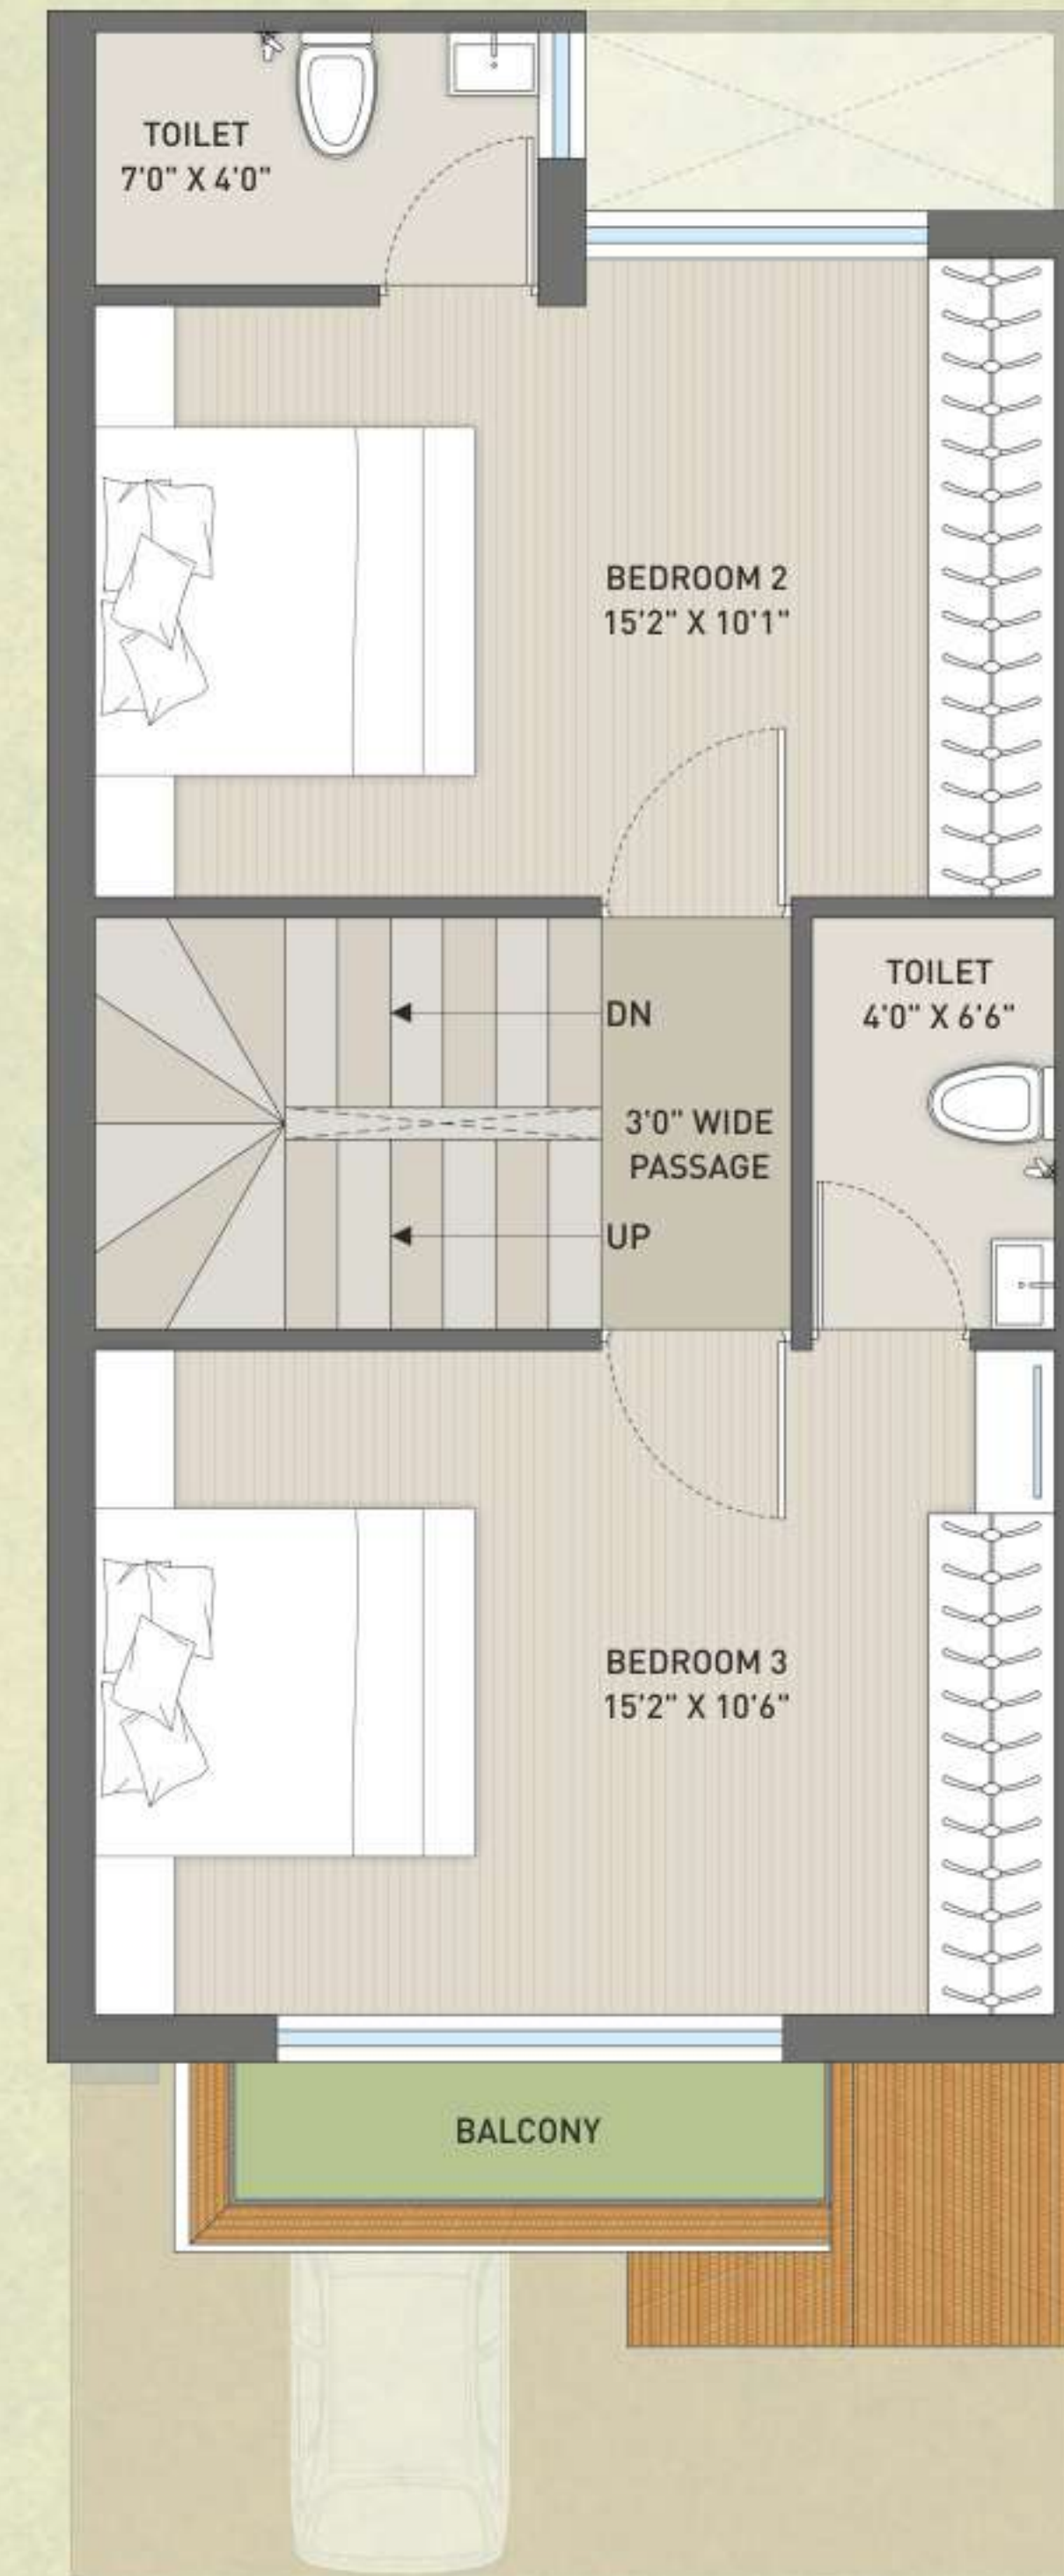 TOILET
7'0" X 4'0"
BEDROOM 2
15'2" X 10'1"
TOILET
4'0" X 6'6"
DN
3'0" WIDE
PASSAGE
UP
BEDROOM 3
15'2" X 10'6"
BALCONY